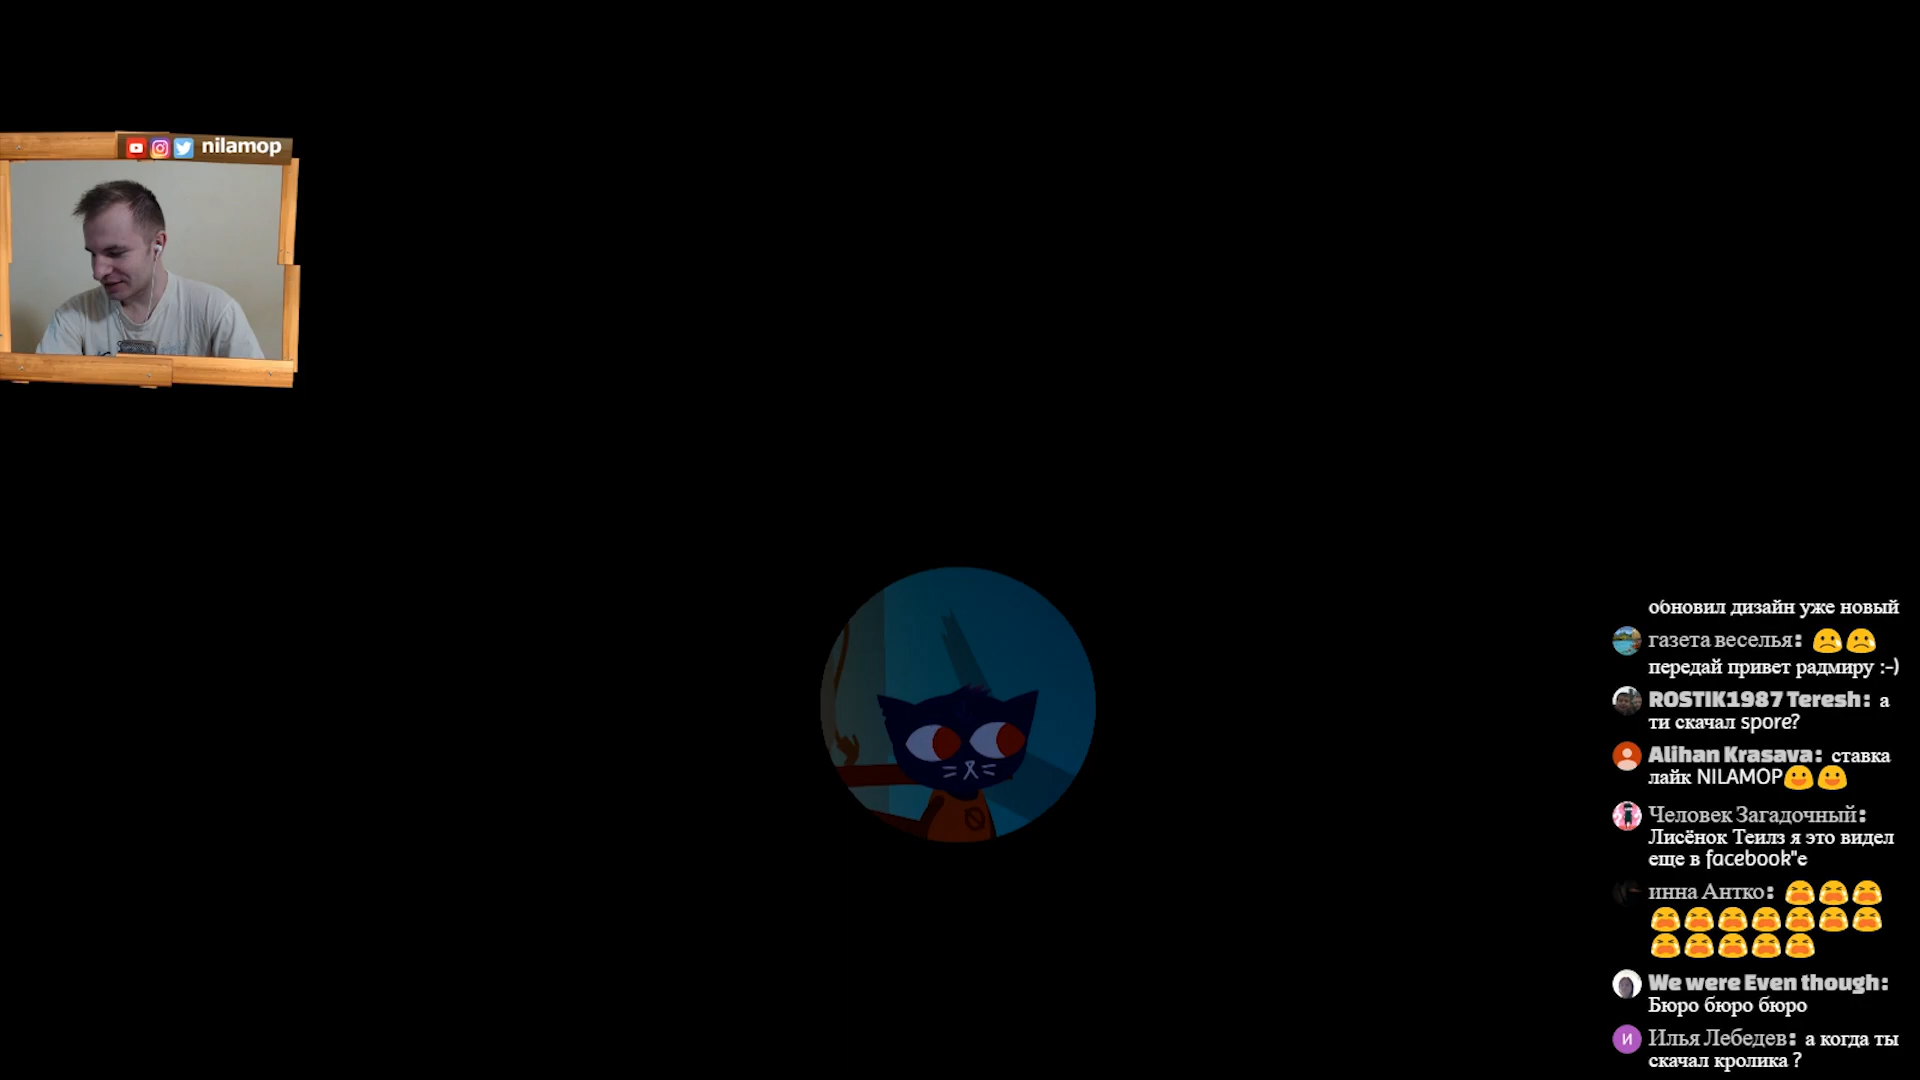 nilamop
обновил дизайн уже новый
газета веселья: 😢😢
передай привет радмиру :-)
ROSTIK1987 Teresh: а
ти скачал spore?
Alihan Krasava: ставка
лайк NILAMOP😀😀
Человек Загадочный:
Лисёнок Теилз я это видел
еще в facebook"е
инна Антко: 😭😭😭
😭😭😭😭😭😭😭
😭😭😭😭😭
We were Even though:
Бюро бюро бюро
И Илья Лебедев: а когда ты
скачал кролика ?